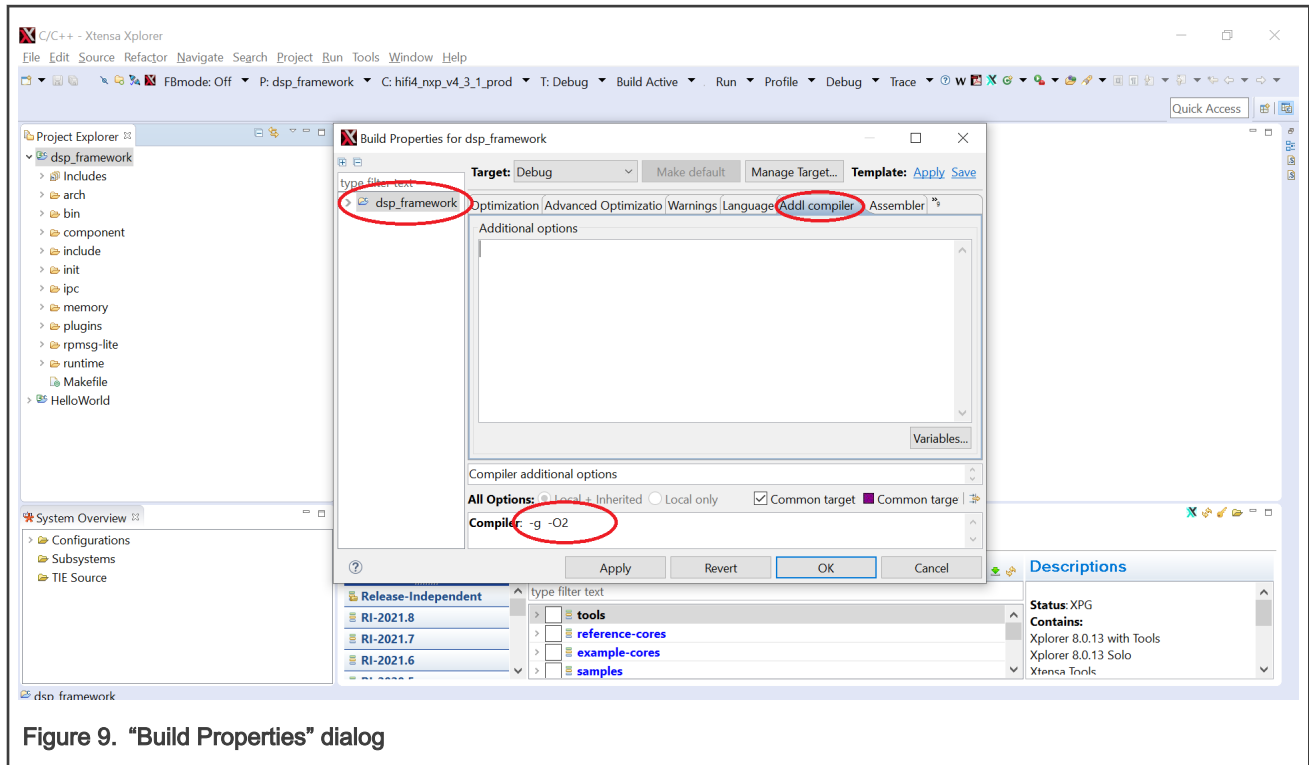 C/C++ - Xtensa Xplorer
File Edit Source Refactor Navigate Search Project Run Tools Window Help
FBmode: Off P: dsp_framework C: hifi4_nxp_v4_3_1_prod T: Debug Build Active Run Profile Debug Trace
Quick Access
Project Explorer
dsp_framework
Includes
arch
bin
component
include
init
ipc
memory
plugins
rpmsg-lite
runtime
Makefile
HelloWorld
Build Properties for dsp_framework
type filter text
dsp_framework
Target: Debug Make default Manage Target... Template: Apply Save
Optimization Advanced Optimizatio Warnings Language Addl compiler Assembler »9
Additional options
Variables...
Compiler additional options
All Options: Local + Inherited Local only Common target Common targe
Compiler: -g -O2
Apply Revert OK Cancel
System Overview
Configurations
Subsystems
TIE Source
Release-Independent
RI-2021.8
RI-2021.7
RI-2021.6
type filter text
tools
reference-cores
example-cores
samples
Descriptions
Status: XPG
Contains:
Xplorer 8.0.13 with Tools
Xplorer 8.0.13 Solo
Xtensa Tools
dsp_framework
Figure 9. “Build Properties” dialog